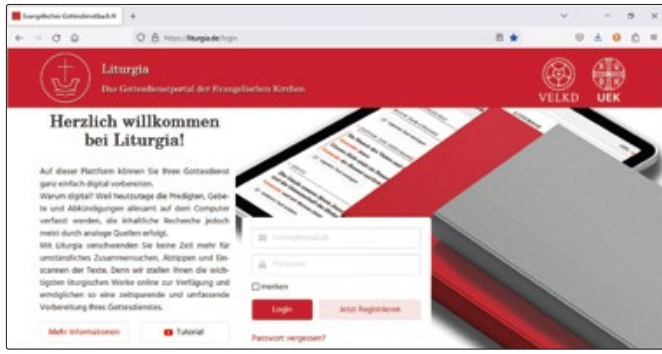 Evangelisches Gottesdienstbuch
https://liturgia.de/login
Liturgia
Das Gottesdienstportal der Evangelischen Kirchen
VELKD
UEK
Herzlich willkommen
bei Liturgia!
Auf dieser Plattform können Sie Ihren Gottesdienst
ganz einfach digital vorbereiten.
Warum digital? Weil heutzutage die Predigten, Gebe-
te und Abkündigungen allesamt auf dem Computer
verfasst werden, die inhaltliche Recherche jedoch
meist durch analoge Quellen erfolgt.
Mit Liturgia verschwenden Sie keine Zeit mehr für
umständliches Zusammensuchen, Abtippen und Ein-
scannen der Texte. Denn wir stellen Ihnen die wich-
tigsten liturgischen Werke online zur Verfügung und
ermöglichen so eine zeitsparende und umfassende
Vorbereitung Ihres Gottesdienstes.
Mehr Informationen
Tutorial
name@email.de
Passwort
merken
Login
Jetzt Registrieren
Passwort vergessen?